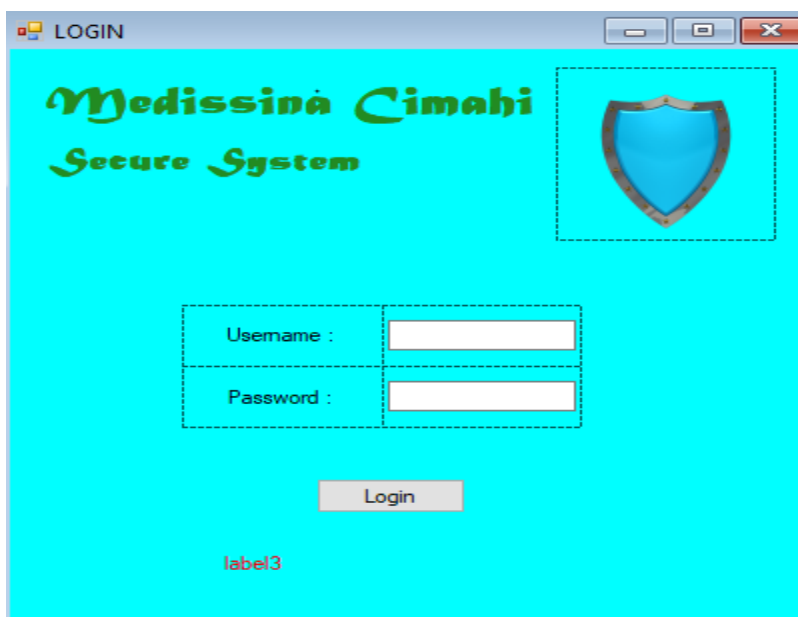 LOGIN
Medissina Cimahi
Secure System
Username :
Password :
Login
label3